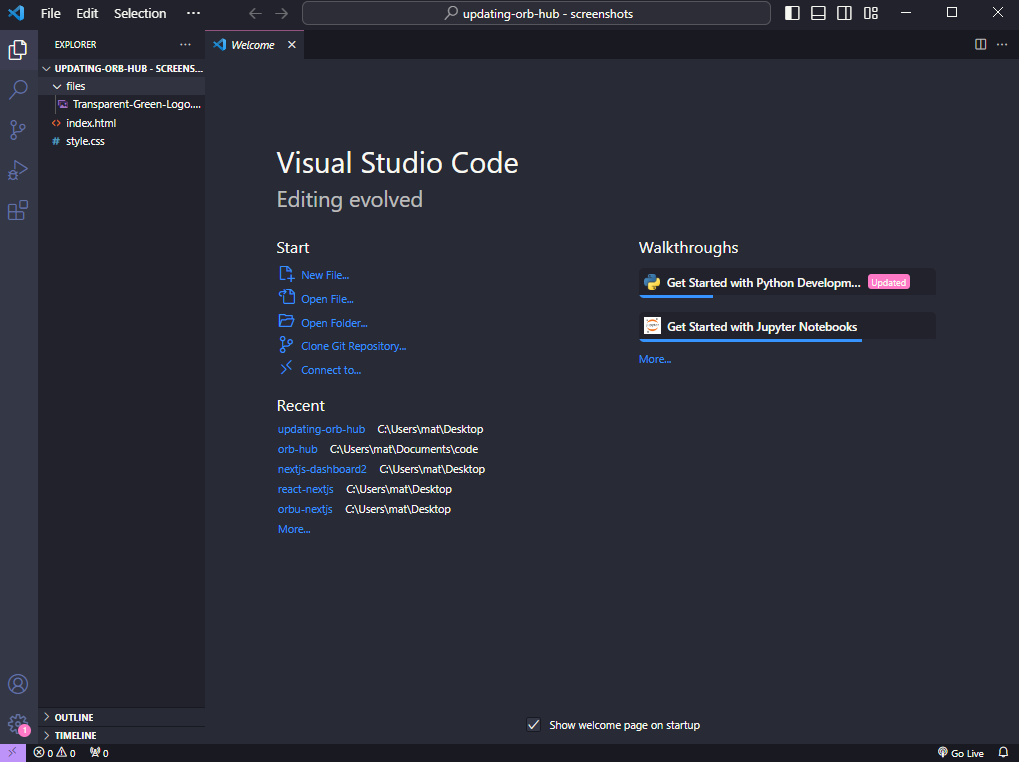 File Edit Selection ···
updating-orb-hub - screenshots
EXPLORER ···
Welcome
UPDATING-ORB-HUB - SCREENS...
files
Transparent-Green-Logo....
<> index.html
# style.css
Visual Studio Code
Editing evolved
Start
New File...
Open File...
Open Folder...
Clone Git Repository...
Connect to...
Recent
updating-orb-hub C:\Users\mat\Desktop
orb-hub C:\Users\mat\Documents\code
nextjs-dashboard2 C:\Users\mat\Desktop
react-nextjs C:\Users\mat\Desktop
orbu-nextjs C:\Users\mat\Desktop
More...
Walkthroughs
Get Started with Python Developm... Updated
Get Started with Jupyter Notebooks
More...
Show welcome page on startup
OUTLINE
TIMELINE
1
0 0 0
Go Live